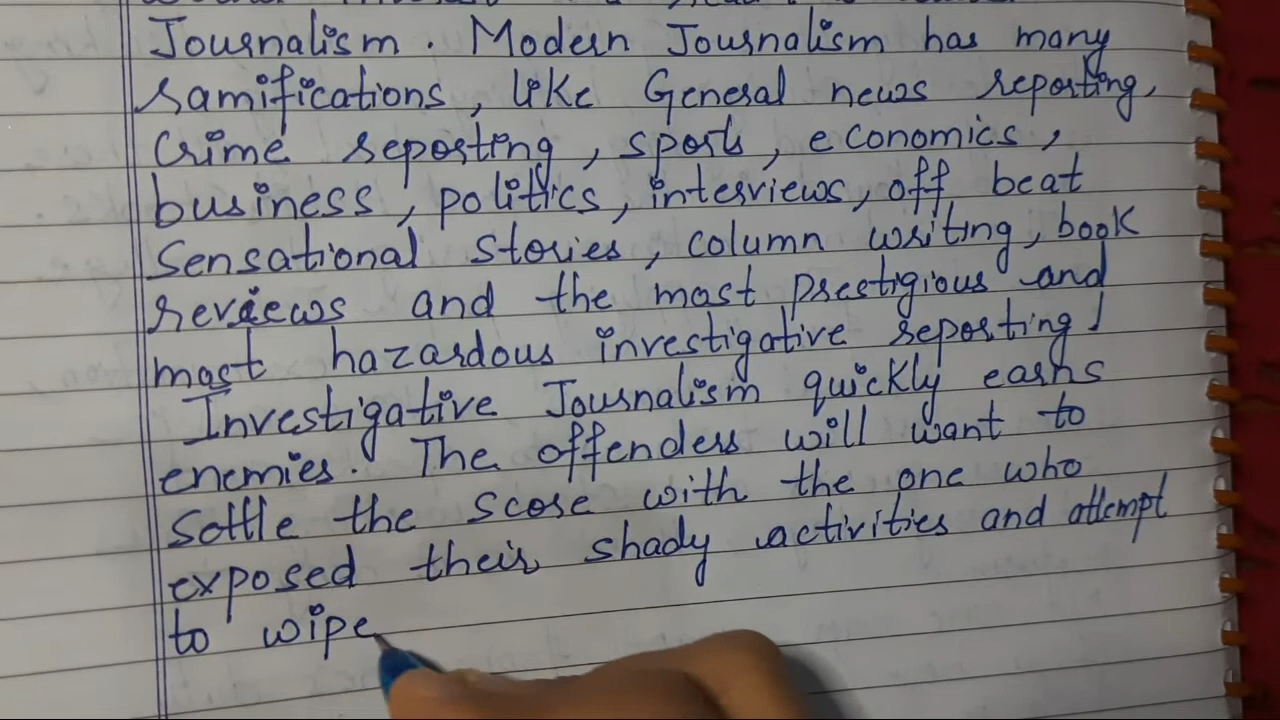 Journalism. Modern Journalism has many
ramifications, like General news reporting,
Crime reporting, sports, economics,
business, politics, interviews, off beat
Sensational stories, column writing, book
reviews and the most prestigious and
most hazardous investigative reporting!
Investigative Journalism quickly earns
enemies. The offenders will want to
Sottle the score with the one who
exposed their shady activities and attempt
to wipe